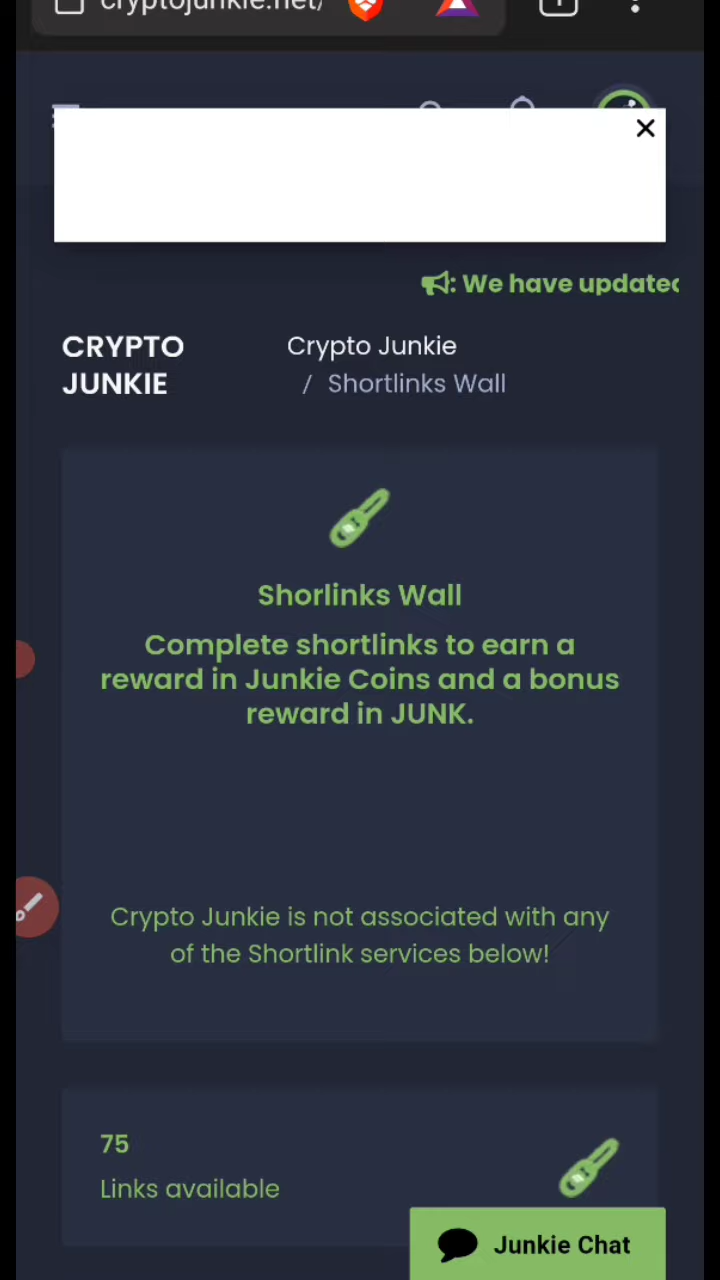 cryptojunkie.net/
: We have updated
CRYPTO
JUNKIE
Crypto Junkie
/ Shortlinks Wall
Shorlinks Wall
Complete shortlinks to earn a
reward in Junkie Coins and a bonus
reward in JUNK.
Crypto Junkie is not associated with any
of the Shortlink services below!
75
Links available
Junkie Chat